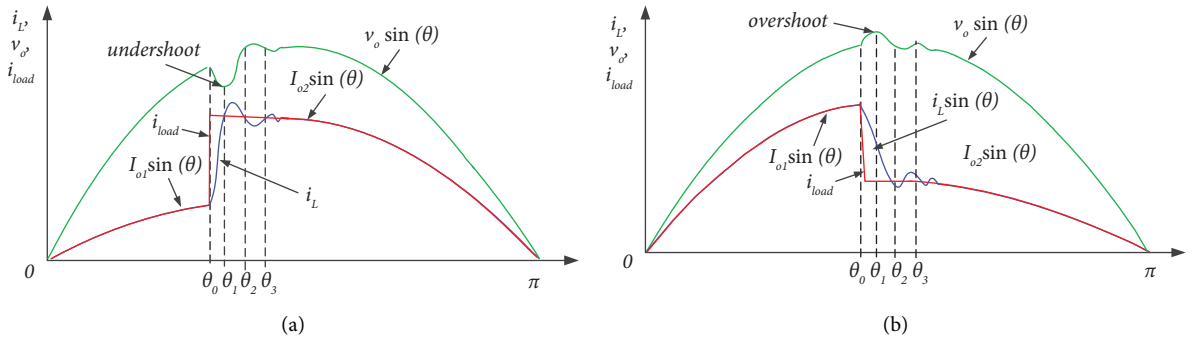 i_L,
v_o,
i_load
undershoot
v_o sin (θ)
I_o2 sin (θ)
i_load
I_o1 sin (θ)
i_L
0
θ_0 θ_1 θ_2 θ_3
π
(a)
i_L,
v_o,
i_load
overshoot
v_o sin (θ)
i_L sin (θ)
I_o1 sin (θ)
i_load
I_o2 sin (θ)
0
θ_0 θ_1 θ_2 θ_3
π
(b)